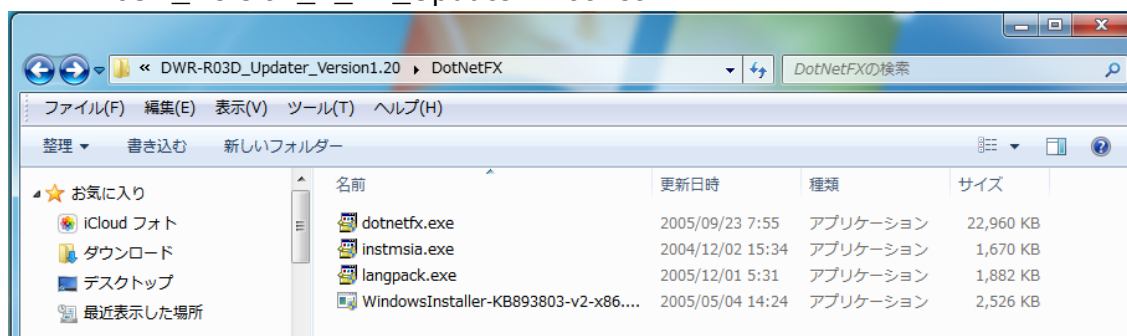 « DWR-R03D_Updater_Version1.20 ▸ DotNetFX DotNetFXの検索
ファイル(F) 編集(E) 表示(V) ツール(T) ヘルプ(H)
整理 ▼ 書き込む 新しいフォルダー
お気に入り
iCloud フォト
ダウンロード
デスクトップ
最近表示した場所
名前 更新日時 種類 サイズ
dotnetfx.exe 2005/09/23 7:55 アプリケーション 22,960 KB
instmsia.exe 2004/12/02 15:34 アプリケーション 1,670 KB
langpack.exe 2005/12/01 5:31 アプリケーション 1,882 KB
WindowsInstaller-KB893803-v2-x86.... 2005/05/04 14:24 アプリケーション 2,526 KB